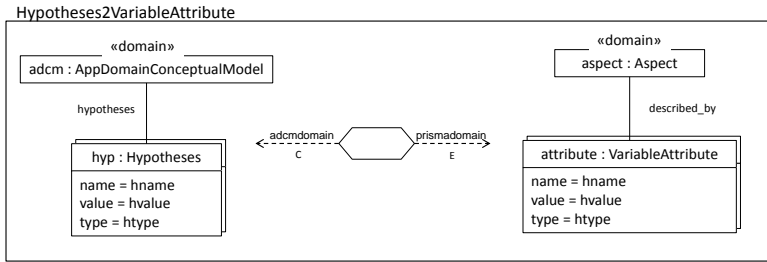 Hypotheses2VariableAttribute
«domain»
adcm : AppDomainConceptualModel
hypotheses
hyp : Hypotheses
name = hname
value = hvalue
type = htype
adcmdomain
C
prismadomain
E
«domain»
aspect : Aspect
described_by
attribute : VariableAttribute
name = hname
value = hvalue
type = htype